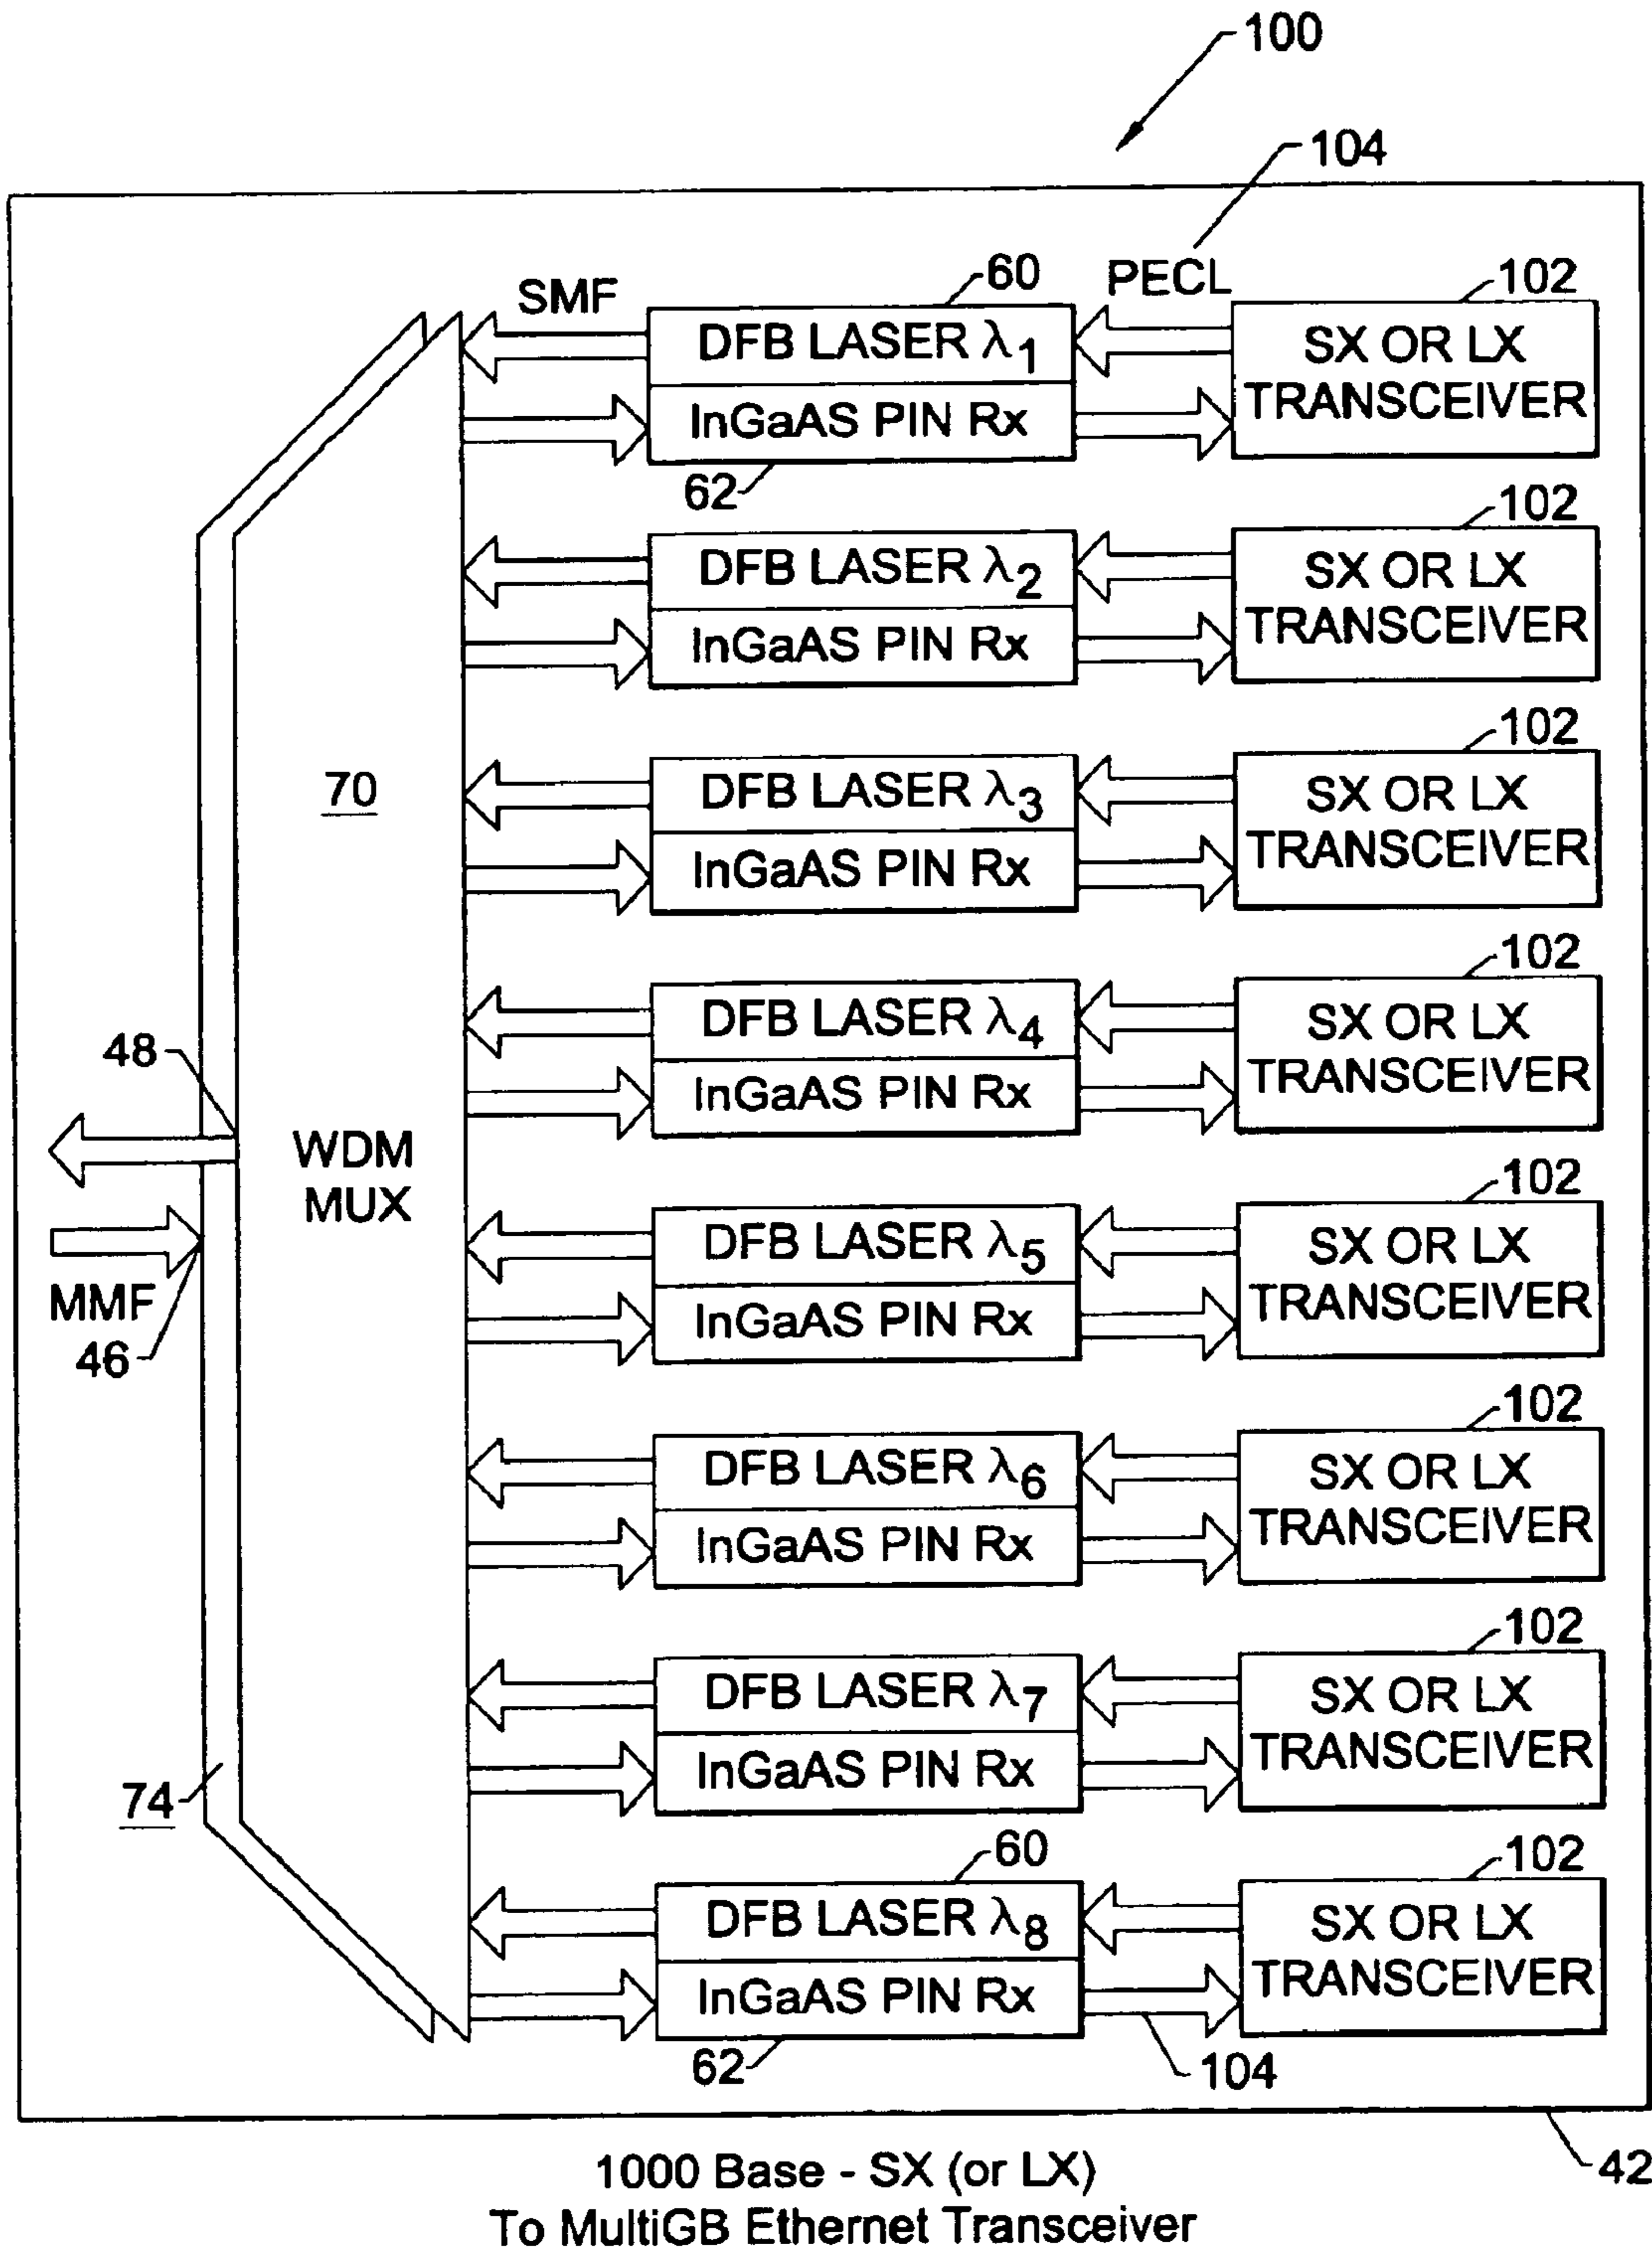 100
104
SMF
60
PECL
102
DFB LASER λ1
SX OR LX
TRANSCEIVER
InGaAS PIN Rx
62
102
DFB LASER λ2
SX OR LX
TRANSCEIVER
InGaAS PIN Rx
102
70
DFB LASER λ3
SX OR LX
TRANSCEIVER
InGaAS PIN Rx
102
DFB LASER λ4
SX OR LX
TRANSCEIVER
InGaAS PIN Rx
48
WDM
MUX
102
DFB LASER λ5
SX OR LX
TRANSCEIVER
InGaAS PIN Rx
MMF
46
102
DFB LASER λ6
SX OR LX
TRANSCEIVER
InGaAS PIN Rx
102
DFB LASER λ7
SX OR LX
TRANSCEIVER
InGaAS PIN Rx
74
60
102
DFB LASER λ8
SX OR LX
TRANSCEIVER
InGaAS PIN Rx
62
104
42
1000 Base - SX (or LX)
To MultiGB Ethernet Transceiver